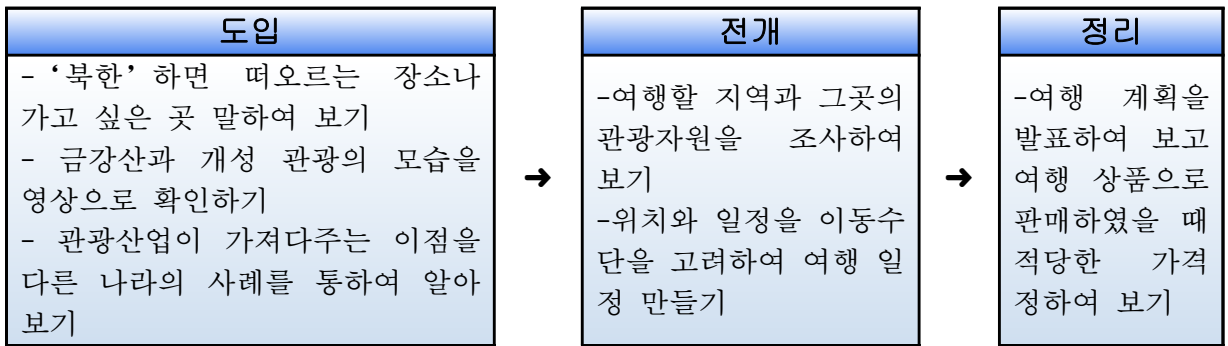 도입
- ‘북한’ 하면 떠오르는 장소나
가고 싶은 곳 말하여 보기
- 금강산과 개성 관광의 모습을
영상으로 확인하기
- 관광산업이 가져다주는 이점을
다른 나라의 사례를 통하여 알아
보기
➜
전개
-여행할 지역과 그곳의
관광자원을 조사하여
보기
-위치와 일정을 이동수
단을 고려하여 여행 일
정 만들기
➜
정리
-여행 계획을
발표하여 보고
여행 상품으로
판매하였을 때
적당한 가격
정하여 보기